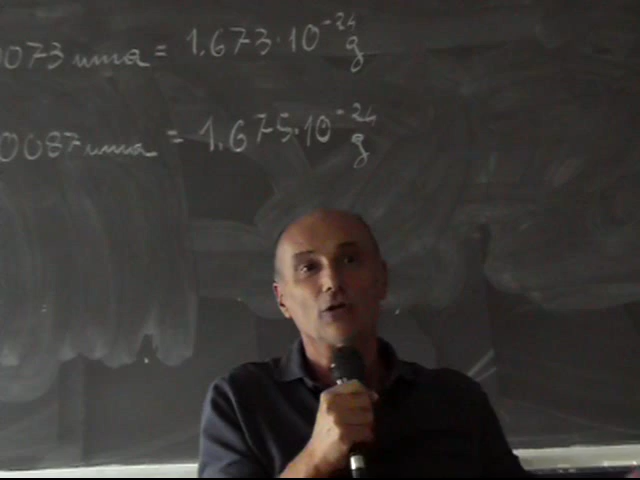 0073 uma = 1.673·10⁻²⁴ g
0087 uma = 1.675·10⁻²⁴ g